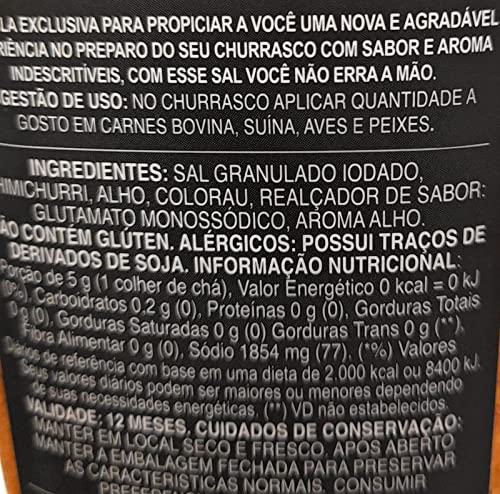 LA EXCLUSIVA PARA PROPICIAR A VOCÊ UMA NOVA E AGRADÁVEL
RIÊNCIA NO PREPARO DO SEU CHURRASCO COM SABOR E AROMA
INDESCRITÍVEIS, COM ESSE SAL VOCÊ NÃO ERRA A MÃO.
GESTÃO DE USO: NO CHURRASCO APLICAR QUANTIDADE A
GOSTO EM CARNES BOVINA, SUÍNA, AVES E PEIXES.
INGREDIENTES: SAL GRANULADO IODADO,
HIMICHURRI, ALHO, COLORAU, REALÇADOR DE SABOR:
GLUTAMATO MONOSSÓDICO, AROMA ALHO.
ÃO CONTÉM GLÚTEN. ALÉRGICOS: POSSUI TRAÇOS DE
DERIVADOS DE SOJA. INFORMAÇÃO NUTRICIONAL:
Porção de 5 g (1 colher de chá), Valor Energético 0 kcal = 0 kJ
(0%), Carboidratos 0,2 g (0), Proteínas 0 g (0), Gorduras Totais
0 g (0), Gorduras Saturadas 0 g (0) Gorduras Trans 0 g (**),
Fibra Alimentar 0 g (0), Sódio 1854 mg (77), (*%) Valores
Diários de referência com base em uma dieta de 2.000 kcal ou 8400 kJ.
Seus valores diários podem ser maiores ou menores dependendo
de suas necessidades energéticas, (**) VD não estabelecidos.
VALIDADE: 12 MESES. CUIDADOS DE CONSERVAÇÃO:
MANTER EM LOCAL SECO E FRESCO. APÓS ABERTO
MANTER A EMBALAGEM FECHADA PARA PRESERVAR
AS CARACTERÍSTICAS NORMAIS. CONSUMIR